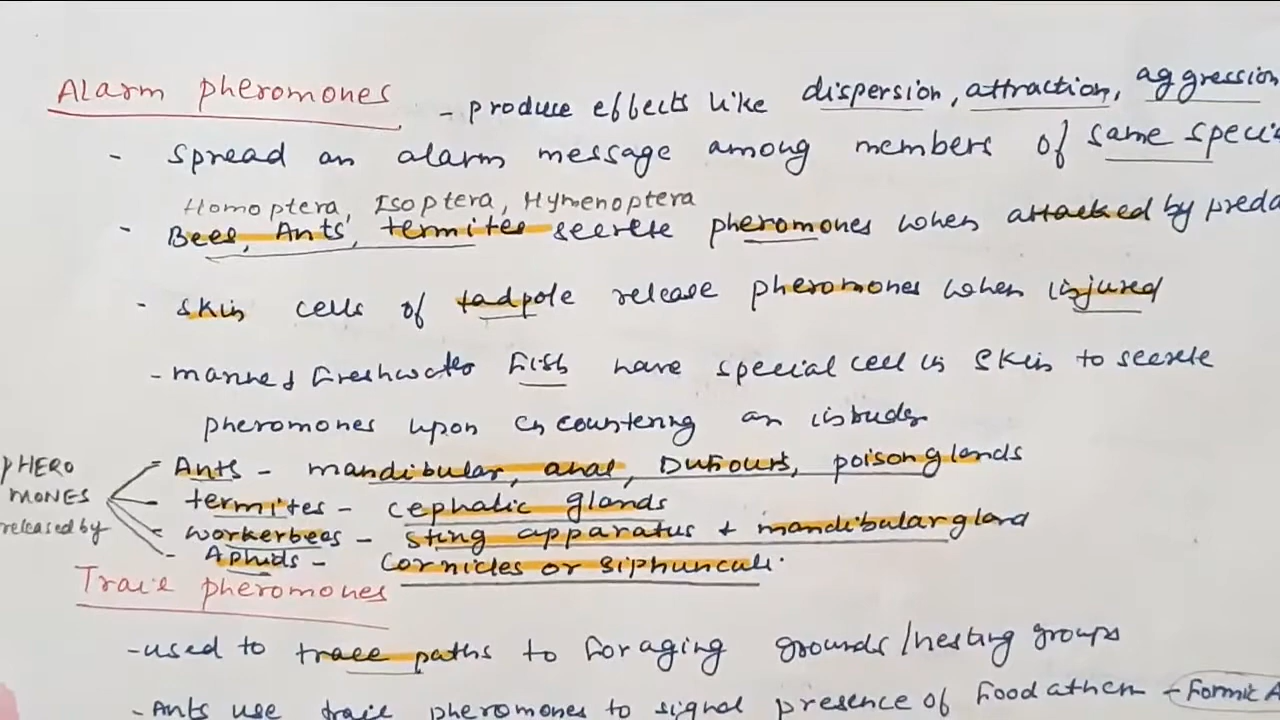 Alarm pheromones - produce effects like dispersion, attraction, aggression
- Spread an alarm message among members of same speci
Homoptera, Isoptera, Hymenoptera
- Bees, Ants, termites secrete pheromones when attacked by preda
- Skin cells of tadpole release pheromones when injured
- freshwater fish have special cell in skin to secrete
pheromones upon encountering an
PHERO
MONES
released by
- Ants - mandibular, anal, Dufours, poison glands
- termites - cephalic glands
- workerbees - sting apparatus + mandibular gland
- Aphids - cornicles or siphunculi.
Trail pheromones
- used to trace paths to foraging grounds/nesting groups
- Ants use trail pheromones to signal presence of food - Formic A